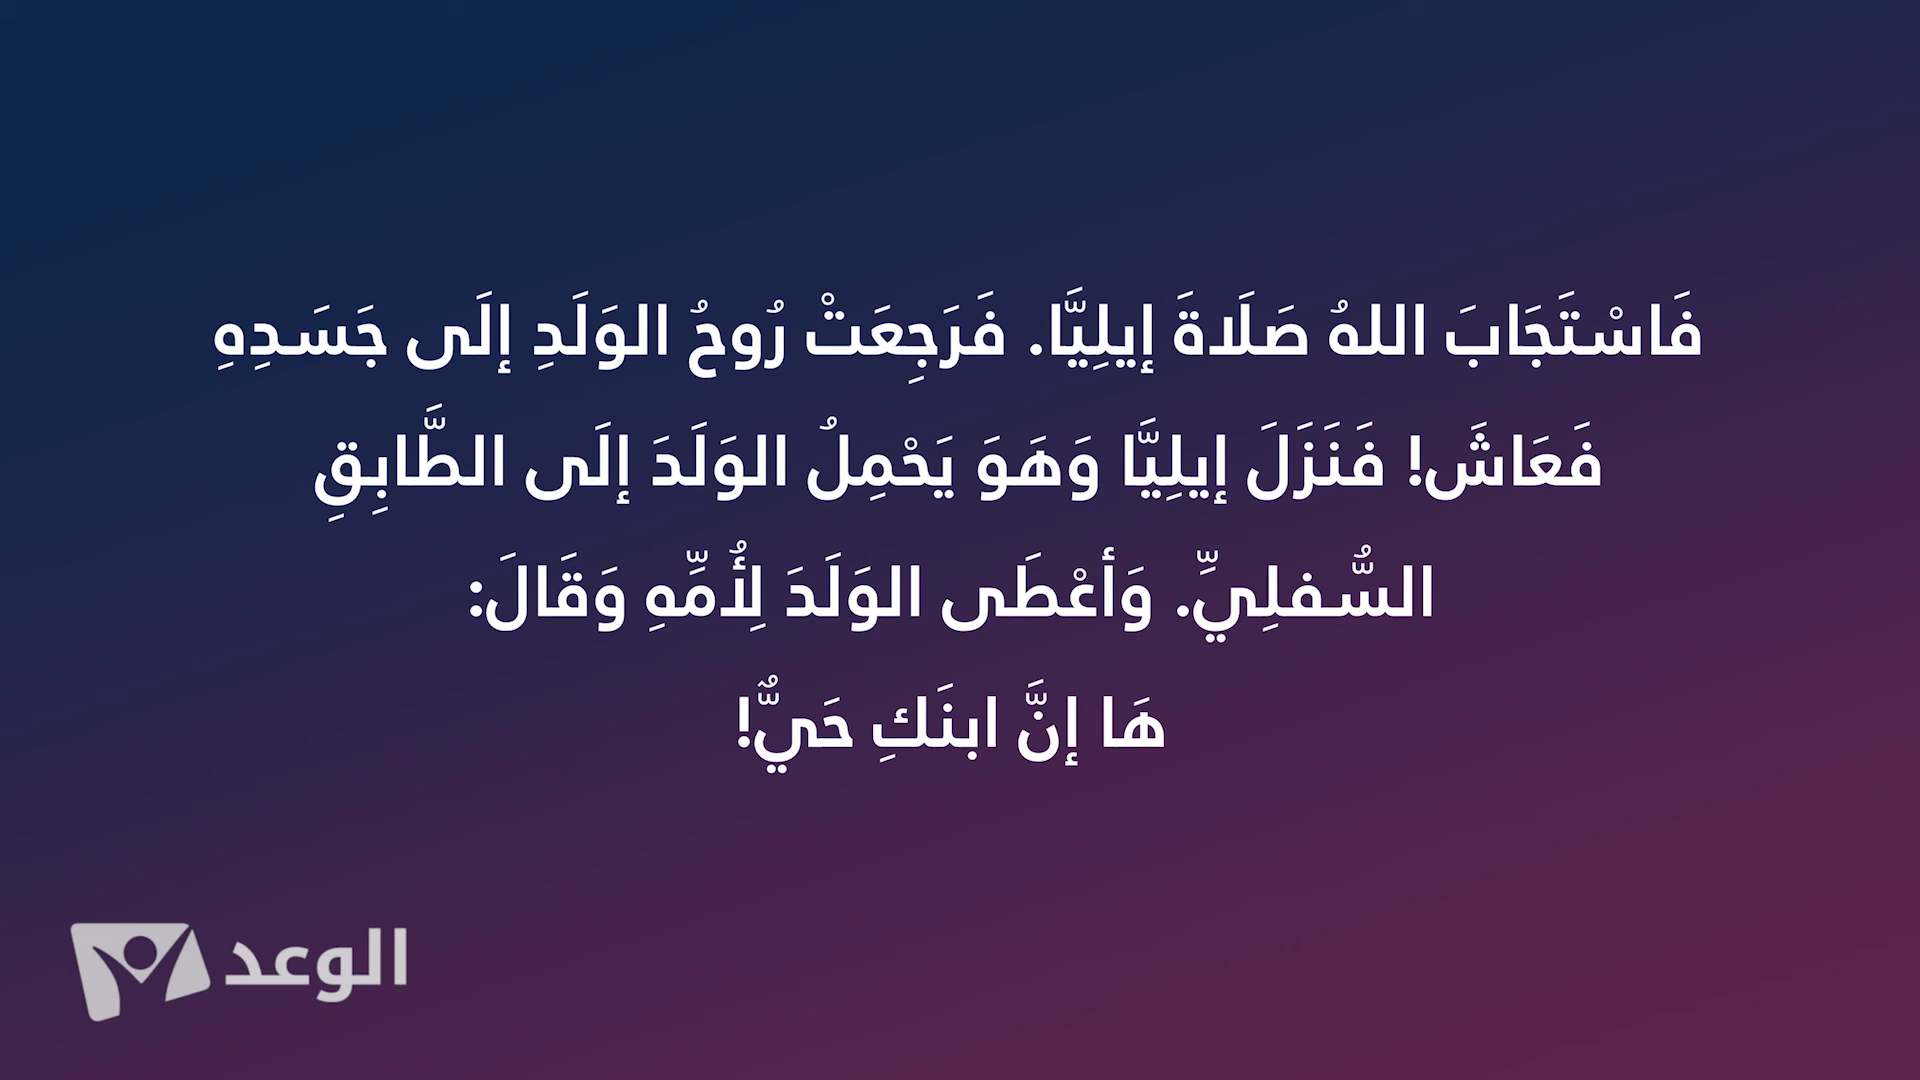 فَاسْتَجَابَ اللهُ صَلَاةَ إيلِيَّا. فَرَجِعَتْ رُوحُ الوَلَدِ إلَى جَسَدِهِ
فَعَاشَ! فَنَزَلَ إيلِيَّا وَهَوَ يَحْمِلُ الوَلَدَ إلَى الطَّابِقِ
السُّفلِيِّ. وَأعْطَى الوَلَدَ لِأُمِّهِ وَقَالَ:
هَا إنَّ ابنَكِ حَيٌّ!
الوعد